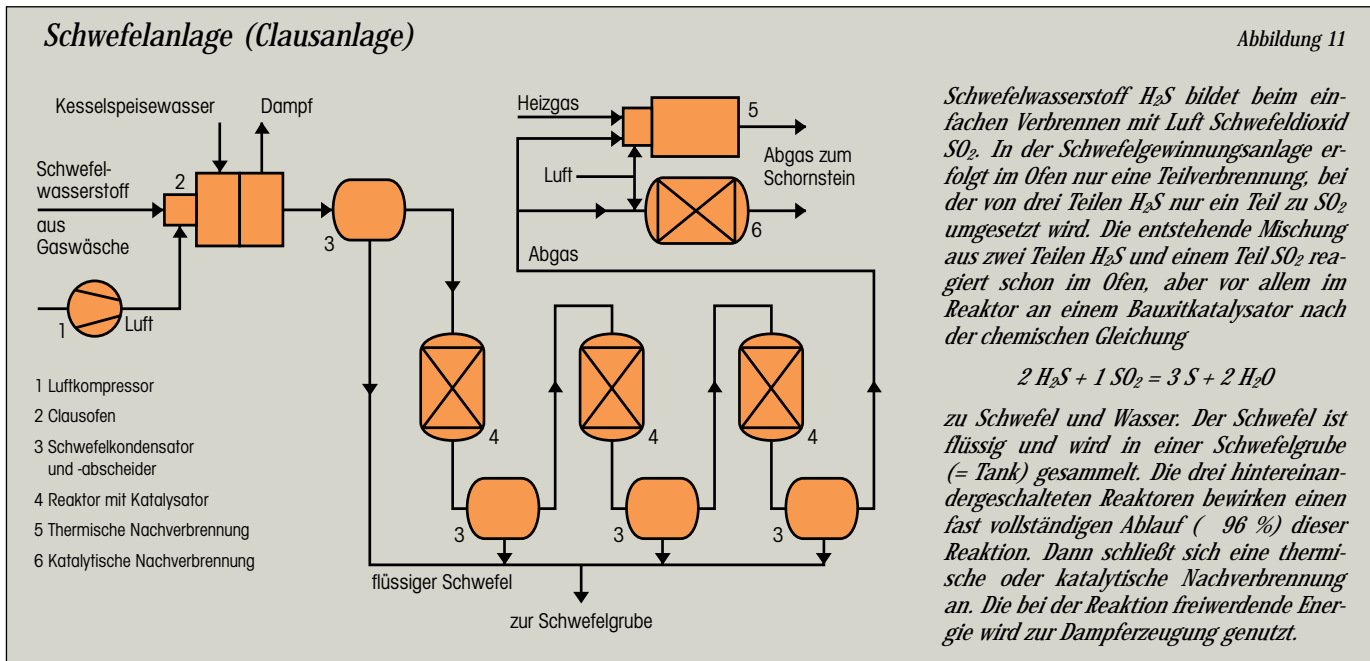 Schwefelanlage (Clausanlage)
Abbildung 11
Kesselspeisewasser
Dampf
Schwefel-
wasserstoff
aus
Gaswäsche
2
3
1
Luft
Heizgas
5
Luft
Abgas zum
Schornstein
6
Abgas
4
4
4
3
3
3
flüssiger Schwefel
zur Schwefelgrube
1 Luftkompressor
2 Clausofen
3 Schwefelkondensator
und -abscheider
4 Reaktor mit Katalysator
5 Thermische Nachverbrennung
6 Katalytische Nachverbrennung
Schwefelwasserstoff H₂S bildet beim ein-
fachen Verbrennen mit Luft Schwefeldioxid
SO₂. In der Schwefelgewinnungsanlage er-
folgt im Ofen nur eine Teilverbrennung, bei
der von drei Teilen H₂S nur ein Teil zu SO₂
umgesetzt wird. Die entstehende Mischung
aus zwei Teilen H₂S und einem Teil SO₂ rea-
giert schon im Ofen, aber vor allem im
Reaktor an einem Bauxitkatalysator nach
der chemischen Gleichung
2 H₂S + 1 SO₂ = 3 S + 2 H₂O
zu Schwefel und Wasser. Der Schwefel ist
flüssig und wird in einer Schwefelgrube
(= Tank) gesammelt. Die drei hintereinan-
dergeschalteten Reaktoren bewirken einen
fast vollständigen Ablauf ( 96 %) dieser
Reaktion. Dann schließt sich eine thermi-
sche oder katalytische Nachverbrennung
an. Die bei der Reaktion freiwerdende Ener-
gie wird zur Dampferzeugung genutzt.